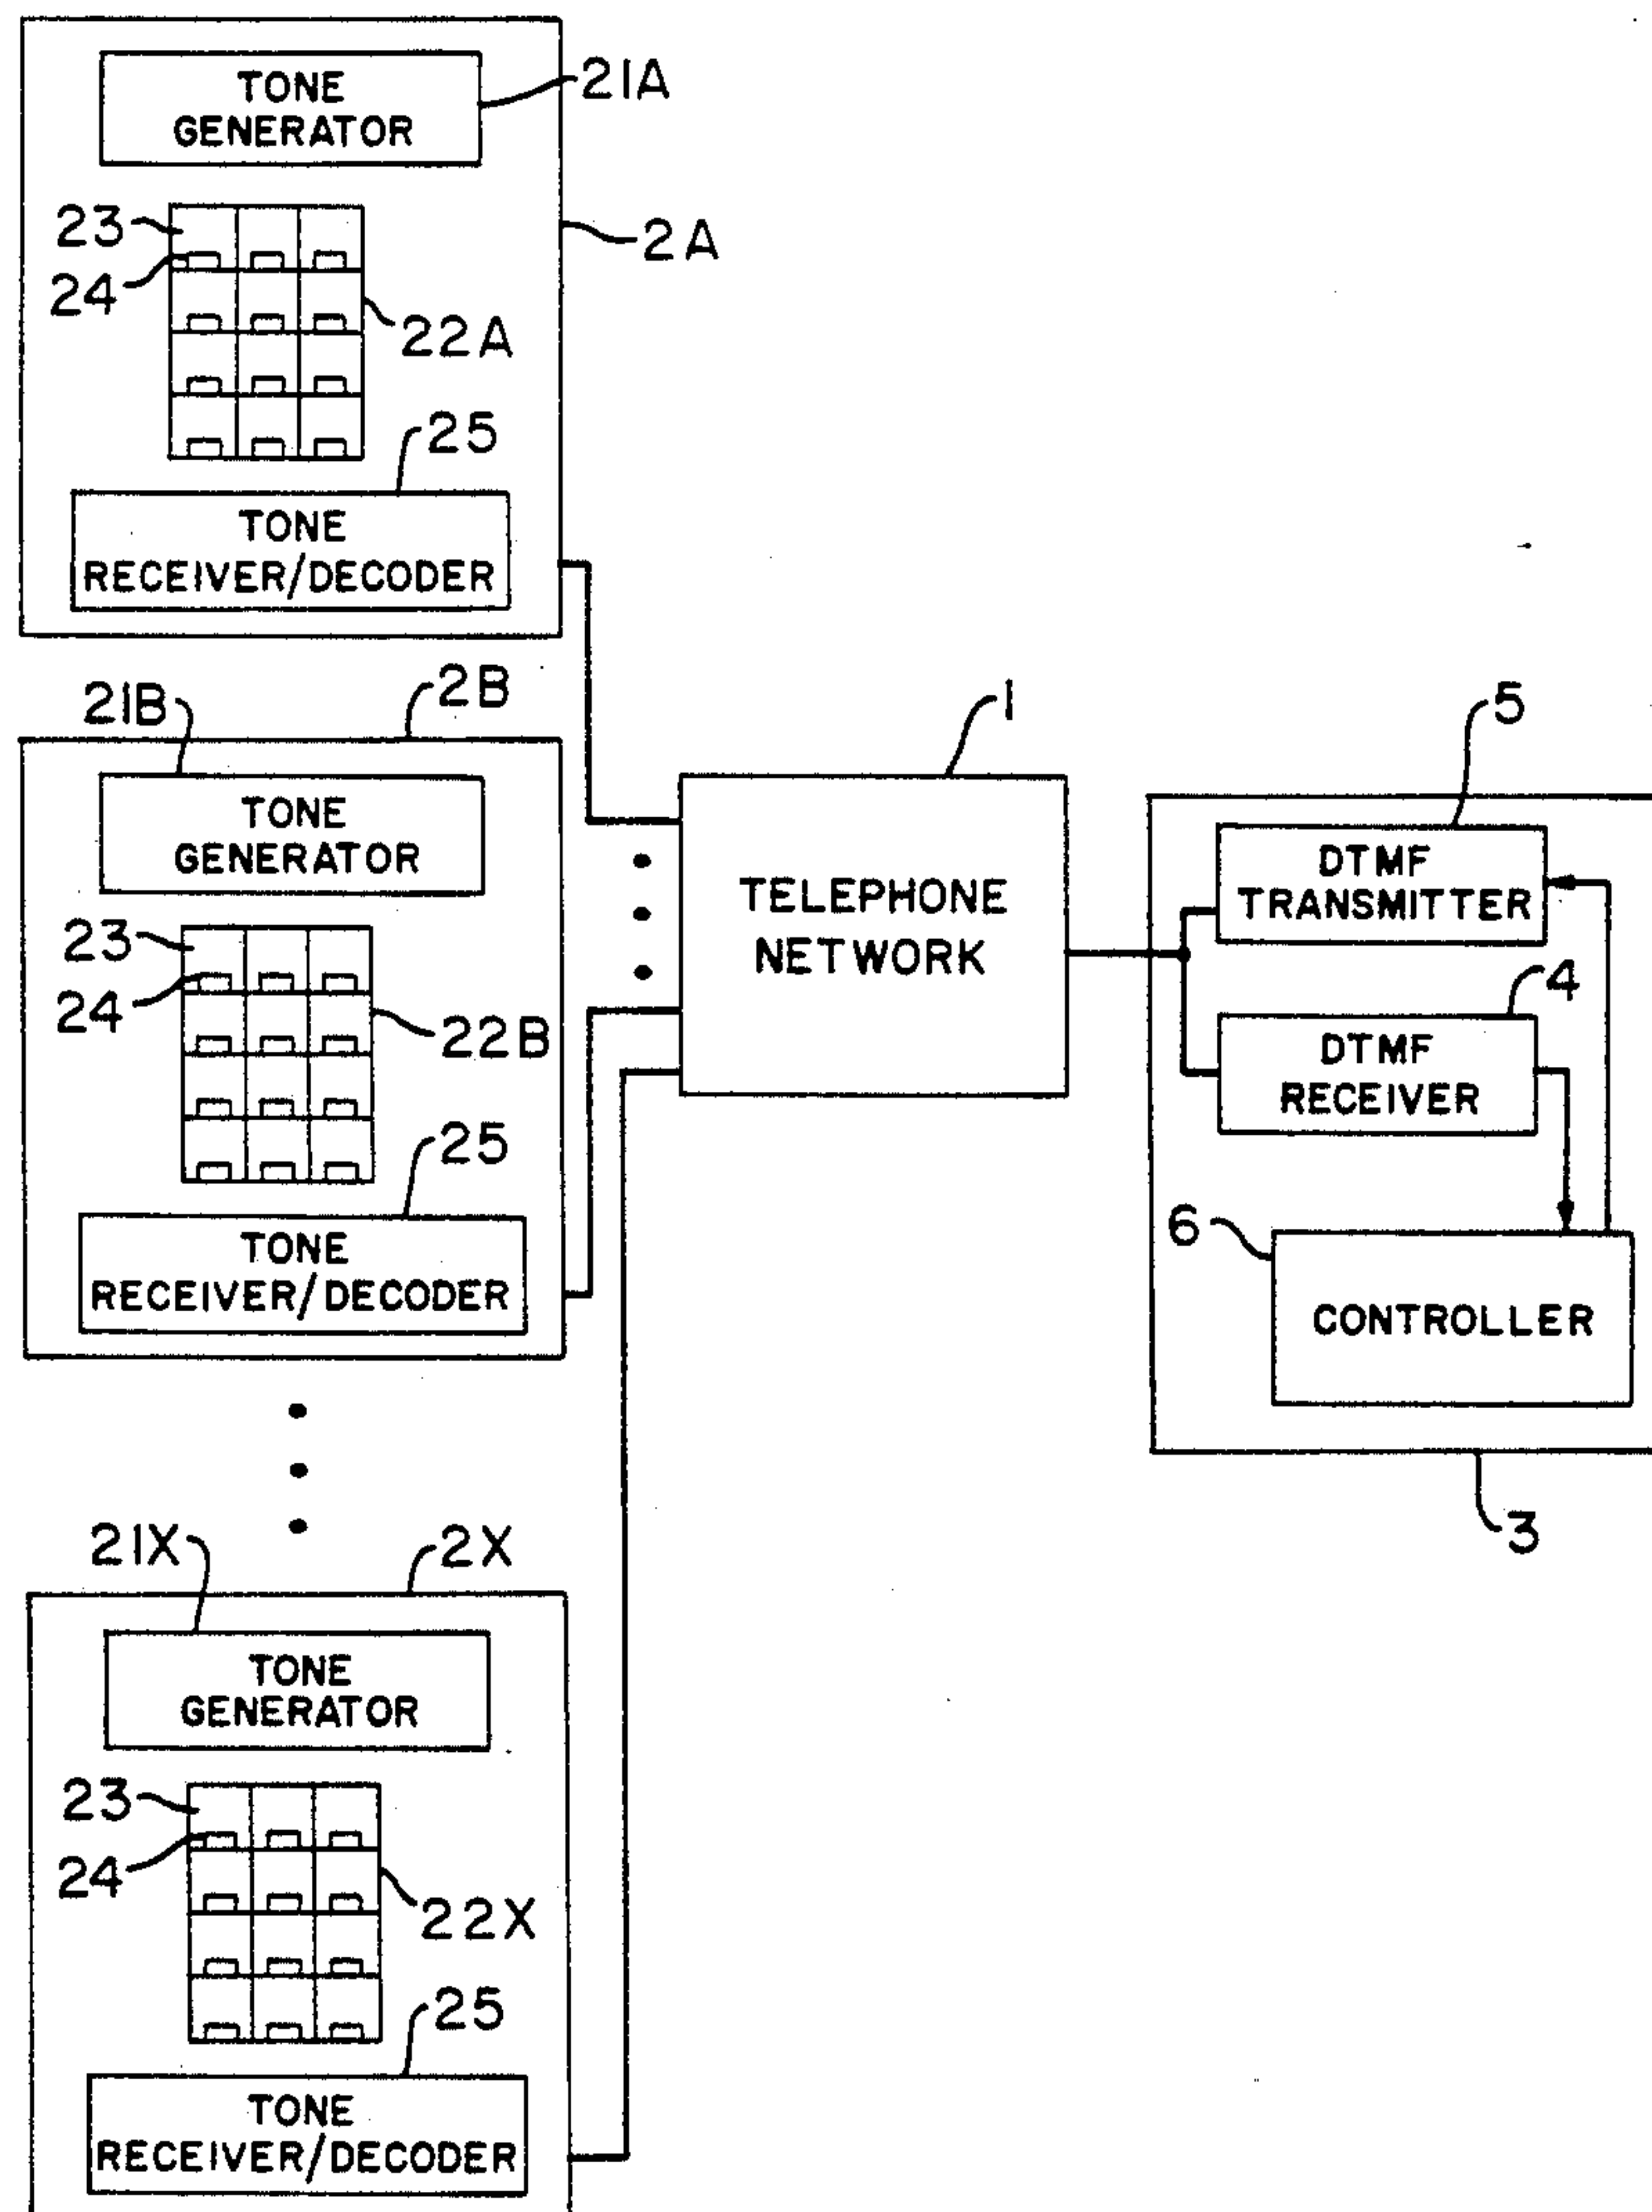 TONE
GENERATOR
21A
23
24
2A
22A
25
TONE
RECEIVER/DECODER
21B
2B
TONE
GENERATOR
23
24
22B
25
TONE
RECEIVER/DECODER
1
TELEPHONE
NETWORK
5
DTMF
TRANSMITTER
4
DTMF
RECEIVER
6
CONTROLLER
3
21X
2X
TONE
GENERATOR
23
24
22X
25
TONE
RECEIVER/DECODER